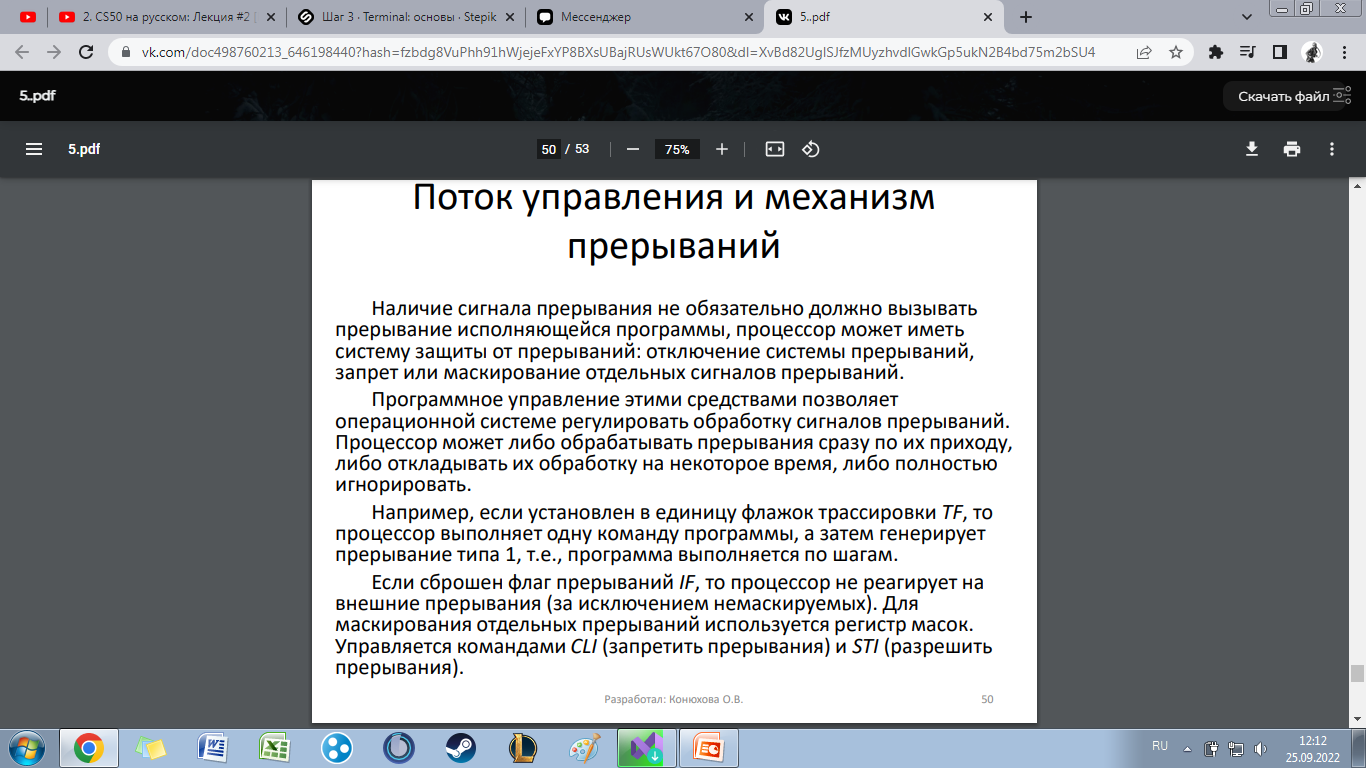 2. CS50 на русском: Лекция #2
Шаг 3 · Terminal: основы · Stepik
Мессенджер
5..pdf
vk.com/doc498760213_646198440?hash=fzbdg8VuPhh91hWjejeFxYP8BXsUBajRUsWUkt67O80&dl=XvBd82UgISJfzMUyzhvdIGwkGp5ukN2B4bd75m2bSU4
5..pdf
Скачать файл
5.pdf
50 / 53
75%
Поток управления и механизм
прерываний
Наличие сигнала прерывания не обязательно должно вызывать
прерывание исполняющейся программы, процессор может иметь
систему защиты от прерываний: отключение системы прерываний,
запрет или маскирование отдельных сигналов прерываний.
Программное управление этими средствами позволяет
операционной системе регулировать обработку сигналов прерываний.
Процессор может либо обрабатывать прерывания сразу по их приходу,
либо откладывать их обработку на некоторое время, либо полностью
игнорировать.
Например, если установлен в единицу флажок трассировки TF, то
процессор выполняет одну команду программы, а затем генерирует
прерывание типа 1, т.е., программа выполняется по шагам.
Если сброшен флаг прерываний IF, то процессор не реагирует на
внешние прерывания (за исключением немаскируемых). Для
маскирования отдельных прерываний используется регистр масок.
Управляется командами CLI (запретить прерывания) и STI (разрешить
прерывания).
Разработал: Конюхова О.В.
50
RU
12:12
25.09.2022